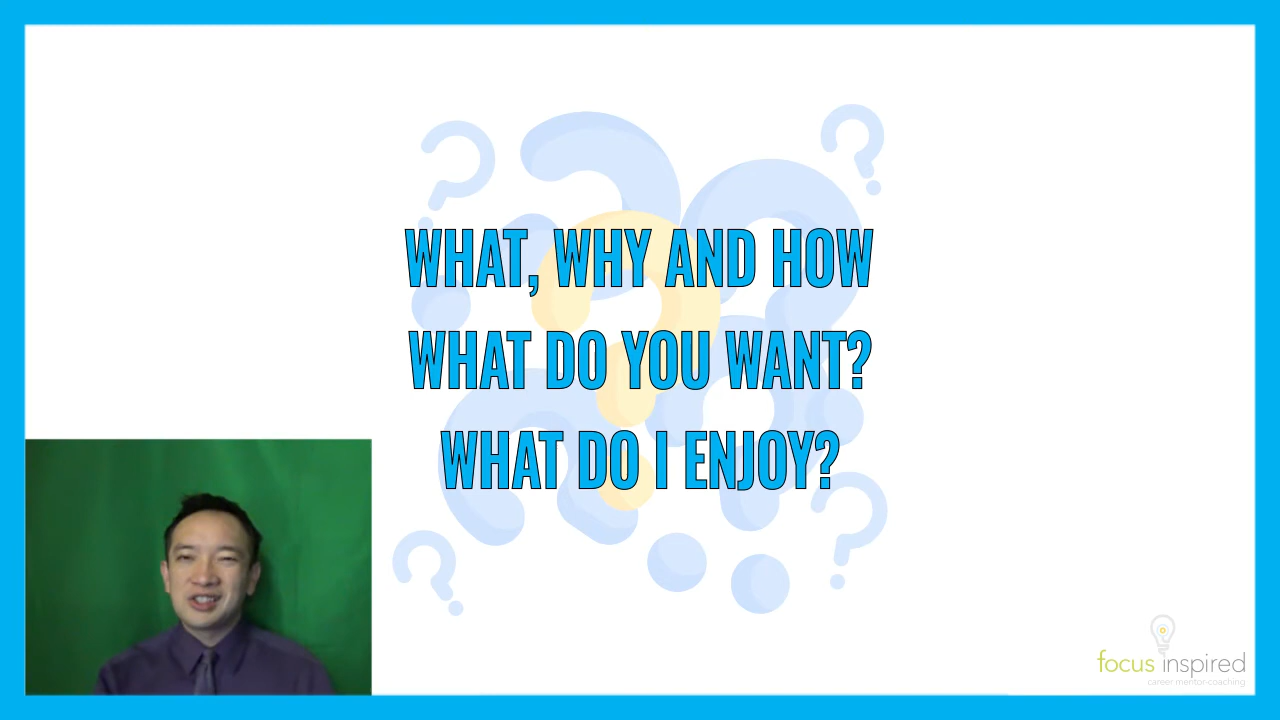 WHAT, WHY AND HOW
WHAT DO YOU WANT?
WHAT DO I ENJOY?
focus inspired
career mentor-coaching